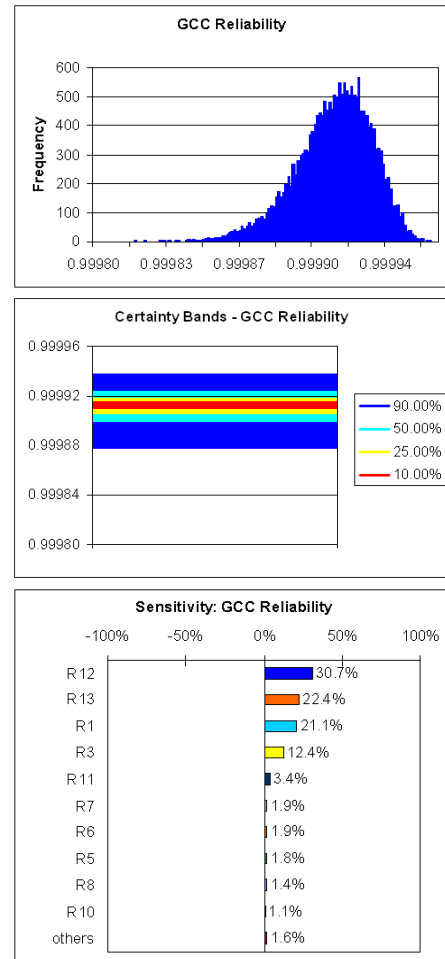 GCC Reliability
600
500
400
300
200
100
0
Frequency
0.99980 0.99983 0.99987 0.99990 0.99994
Certainty Bands - GCC Reliability
0.99996
0.99992
0.99988
0.99984
0.99980
90.00%
50.00%
25.00%
10.00%
Sensitivity: GCC Reliability
-100% -50% 0% 50% 100%
R12 30.7%
R13 22.4%
R1 21.1%
R3 12.4%
R11 3.4%
R7 1.9%
R6 1.9%
R5 1.8%
R8 1.4%
R10 1.1%
others 1.6%